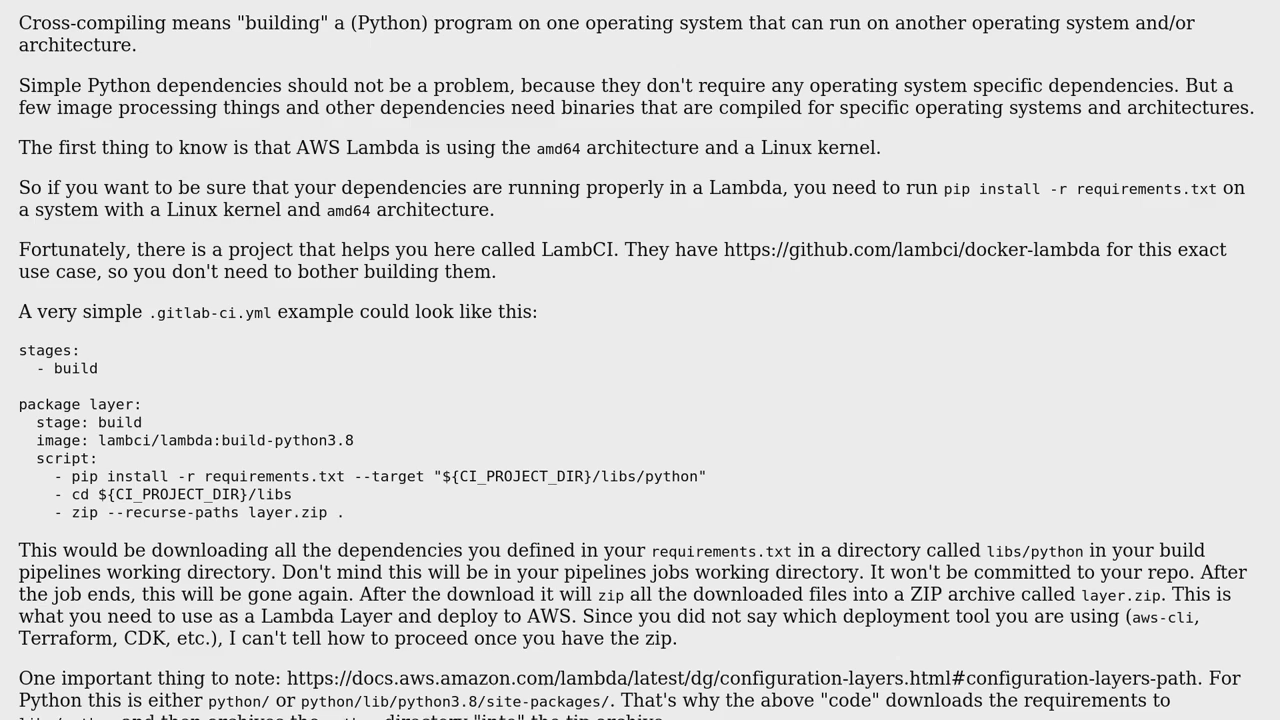 Cross-compiling means "building" a (Python) program on one operating system that can run on another operating system and/or
architecture.
Simple Python dependencies should not be a problem, because they don't require any operating system specific dependencies. But a
few image processing things and other dependencies need binaries that are compiled for specific operating systems and architectures.
The first thing to know is that AWS Lambda is using the amd64 architecture and a Linux kernel.
So if you want to be sure that your dependencies are running properly in a Lambda, you need to run pip install -r requirements.txt on
a system with a Linux kernel and amd64 architecture.
Fortunately, there is a project that helps you here called LambCI. They have https://github.com/lambci/docker-lambda for this exact
use case, so you don't need to bother building them.
A very simple .gitlab-ci.yml example could look like this:
stages:
  - build
package layer:
  stage: build
  image: lambci/lambda:build-python3.8
  script:
    - pip install -r requirements.txt --target "${CI_PROJECT_DIR}/libs/python"
    - cd ${CI_PROJECT_DIR}/libs
    - zip --recurse-paths layer.zip .
This would be downloading all the dependencies you defined in your requirements.txt in a directory called libs/python in your build
pipelines working directory. Don't mind this will be in your pipelines jobs working directory. It won't be committed to your repo. After
the job ends, this will be gone again. After the download it will zip all the downloaded files into a ZIP archive called layer.zip. This is
what you need to use as a Lambda Layer and deploy to AWS. Since you did not say which deployment tool you are using (aws-cli,
Terraform, CDK, etc.), I can't tell how to proceed once you have the zip.
One important thing to note: https://docs.aws.amazon.com/lambda/latest/dg/configuration-layers.html#configuration-layers-path. For
Python this is either python/ or python/lib/python3.8/site-packages/. That's why the above "code" downloads the requirements to
and then archives the directory "into" the archive.